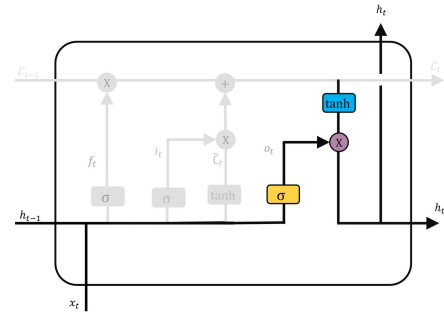 h_t
C_{t-1}
X
+
C_t
tanh
i_t
X
o_t
X
f_t
C̃_t
σ
σ
tanh
σ
h_{t-1}
h_t
x_t